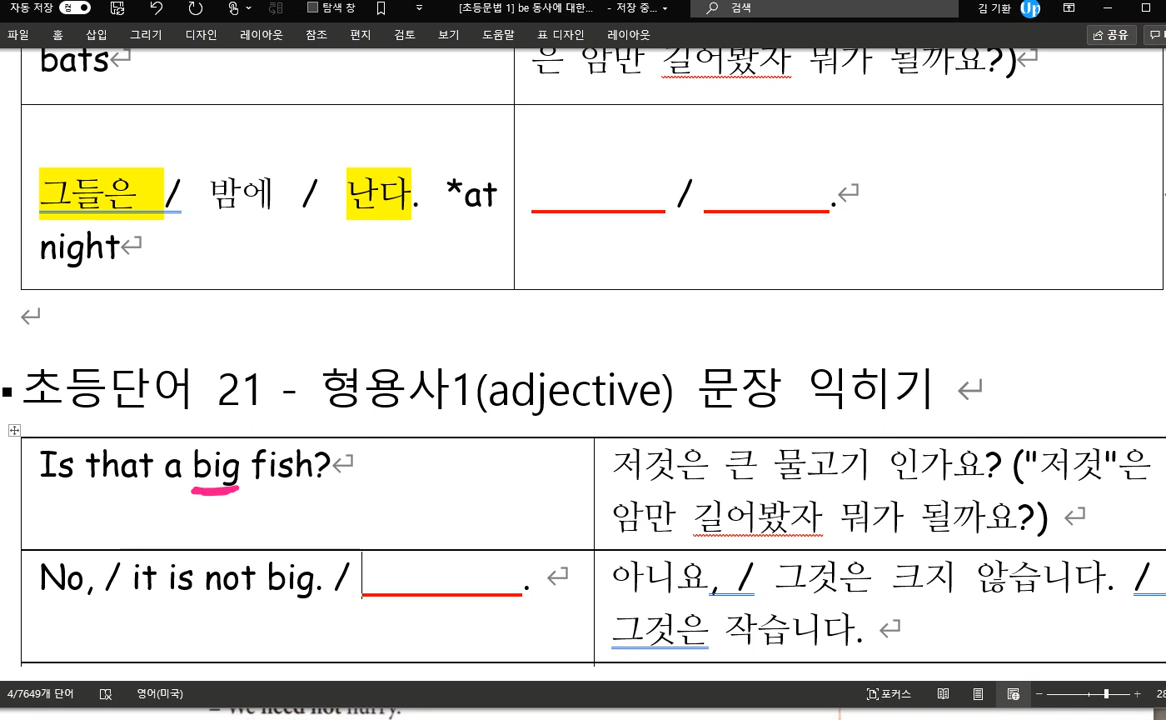 자동 저장 켬 탐색 창 [초등문법 1] be 동사에 대한... - 저장 중... 검색 김 기환 Up
파일 홈 삽입 그리기 디자인 레이아웃 참조 편지 검토 보기 도움말 표 디자인 레이아웃 공유
bats
은 암만 길어봤자 뭐가 될까요?)
그들은 / 밤에 / 난다. *at
night
/ .
초등단어 21 - 형용사1(adjective) 문장 익히기
Is that a big fish?
저것은 큰 물고기 인가요? ("저것"은
암만 길어봤자 뭐가 될까요?)
No, / it is not big. / .
아니요, / 그것은 크지 않습니다. /
그것은 작습니다.
4/7649개 단어 영어(미국) 포커스 28
= We need not hurry.